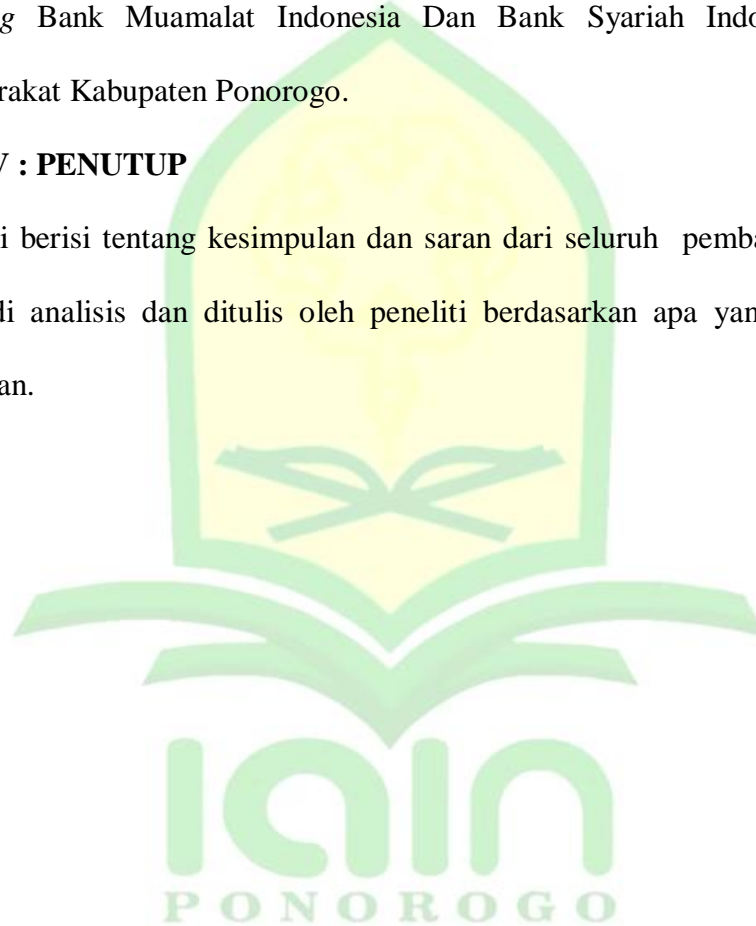 g Bank Muamalat Indonesia Dan Bank Syariah Indo
rakat Kabupaten Ponorogo.
V : PENUTUP
i berisi tentang kesimpulan dan saran dari seluruh pemba
di analisis dan ditulis oleh peneliti berdasarkan apa yan
an.
iain
PONOROGO